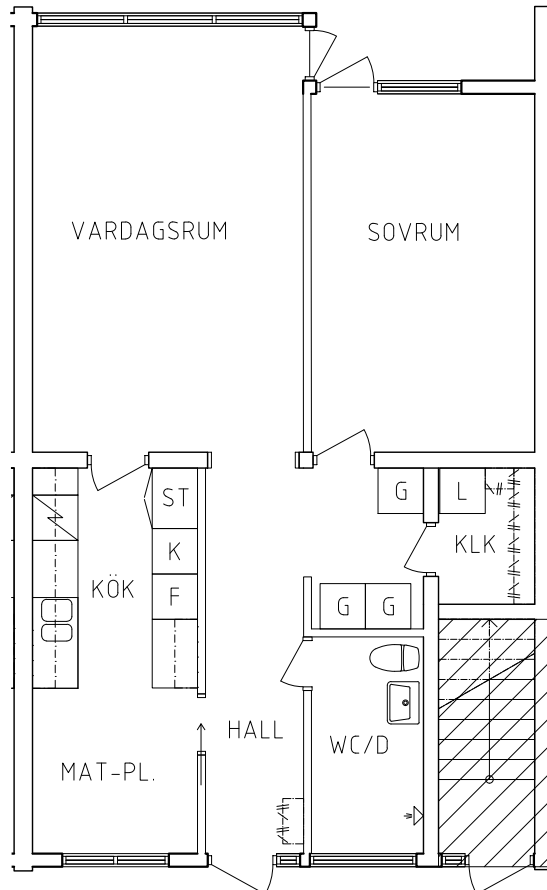 VARDAGSRUM
SOVRUM
ST
G
L
K
KÖK
KLK
F
G
G
HALL
WC/D
MAT-PL.